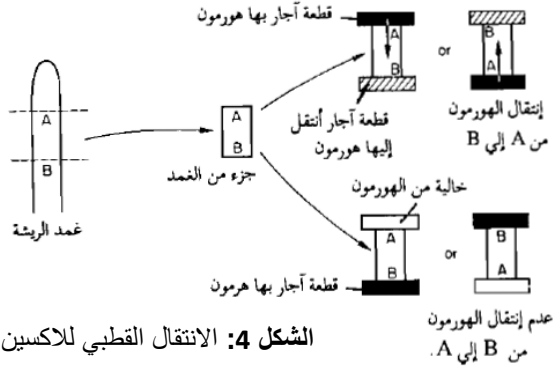 قطعة آجار بها هورمون
A
B
or
B
A
إنتقال الهورمون
من A إلي B
قطعة آجار أنتقل
إليها هورمون
A
B
غمد الريشة
A
B
جزء من الغمد
خالية من الهورمون
A
B
or
B
A
قطعة آجار بها هرمون
عدم إنتقال الهورمون
من B إلي A.
الشكل 4: الانتقال القطبي للاكسين